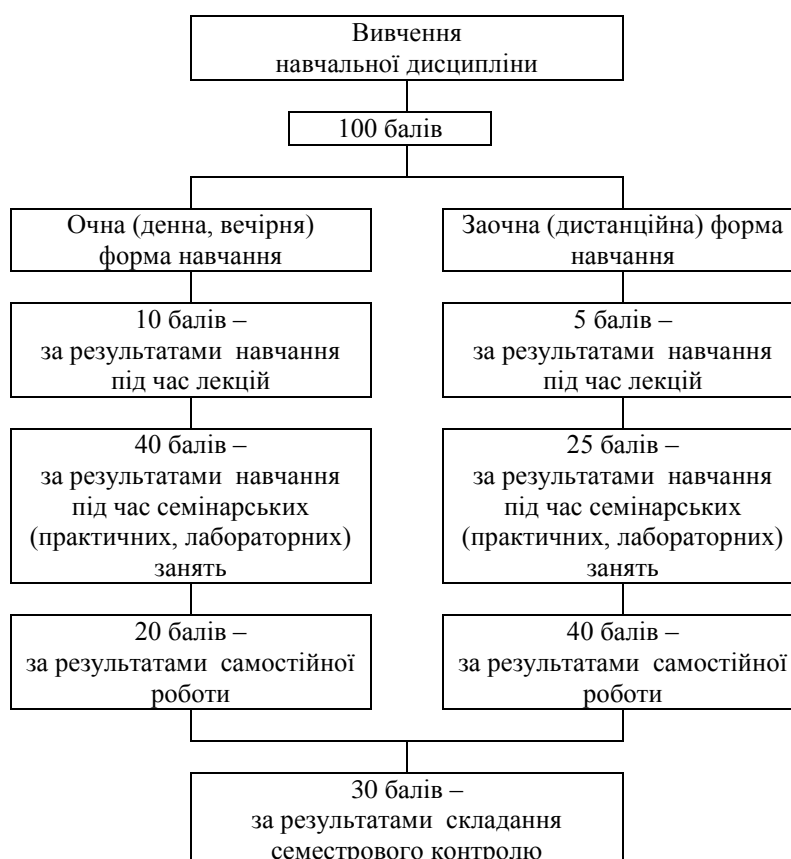 Вивчення
навчальної дисципліни
100 балів
Очна (денна, вечірня)
форма навчання
10 балів –
за результатами навчання
під час лекцій
40 балів –
за результатами навчання
під час семінарських
(практичних, лабораторних)
занять
20 балів –
за результатами самостійної
роботи
Заочна (дистанційна) форма
навчання
5 балів –
за результатами навчання
під час лекцій
25 балів –
за результатами навчання
під час семінарських
(практичних, лабораторних)
занять
40 балів –
за результатами самостійної
роботи
30 балів –
за результатами складання
семестрового контролю